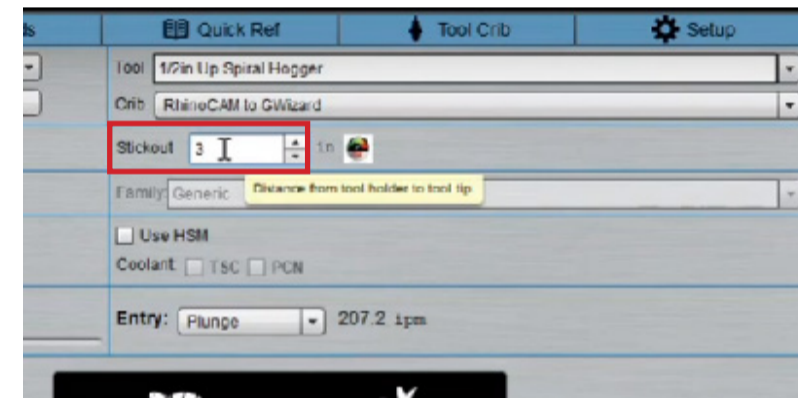 Quick Ref Tool Crib Setup
Tool 1/2in Up Spiral Hogger
Crib RhinoCAM to GWizard
Stickout 3 in
Distance from tool holder to tool tip
Family: Generic
Use HSM
Coolant TSC PCN
Entry: Plunge 207.2 ipm